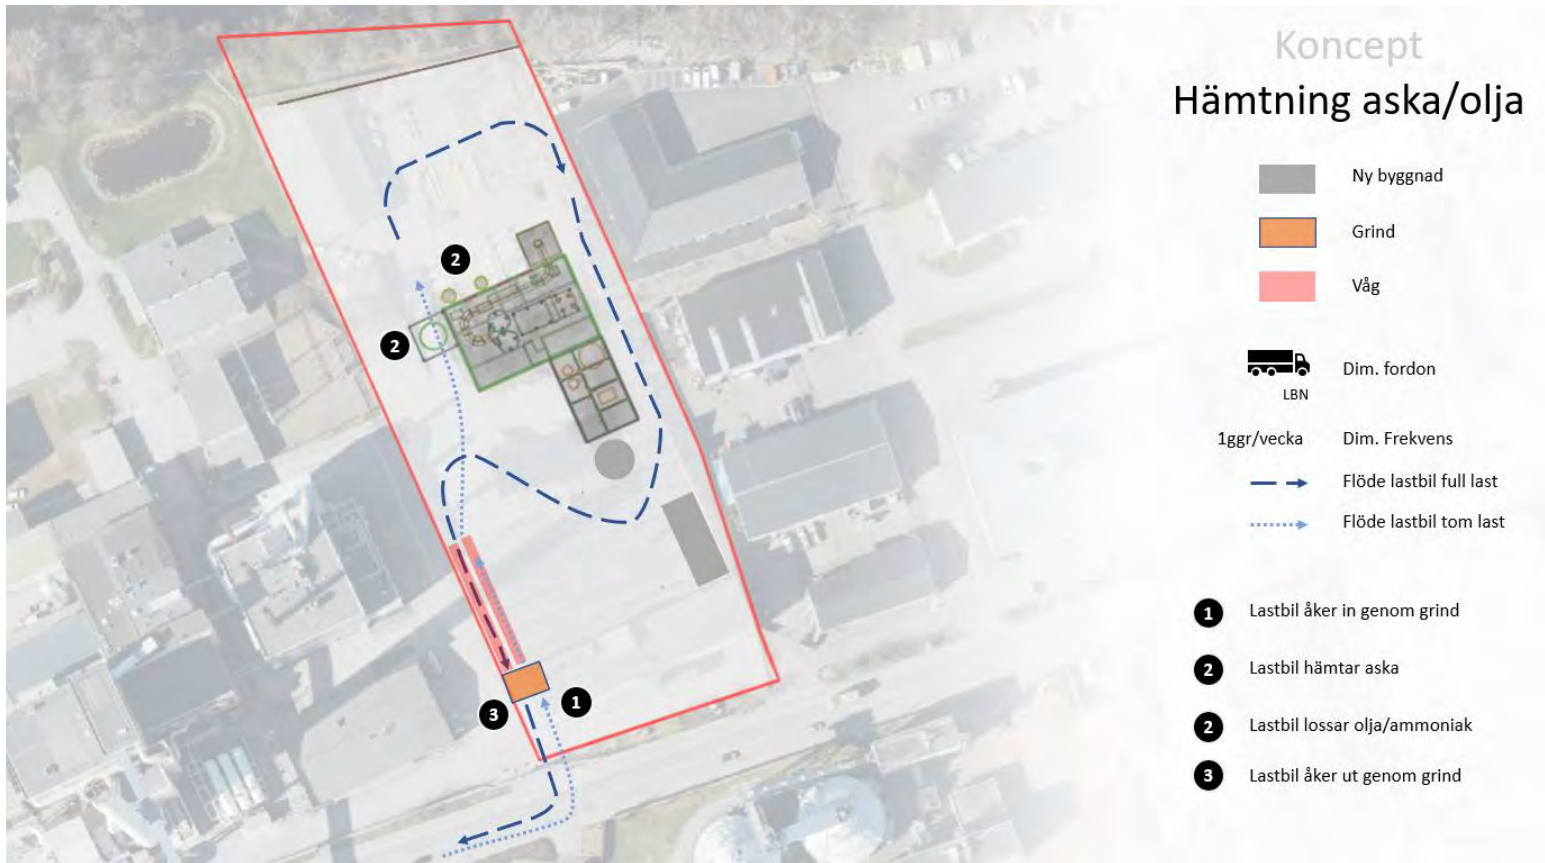 Koncept
Hämtning aska/olja
Ny byggnad
Grind
Våg
Dim. fordon
LBN
1ggr/vecka Dim. Frekvens
Flöde lastbil full last
Flöde lastbil tom last
1 Lastbil åker in genom grind
2 Lastbil hämtar aska
2 Lastbil lossar olja/ammoniak
3 Lastbil åker ut genom grind
2
2
3
1